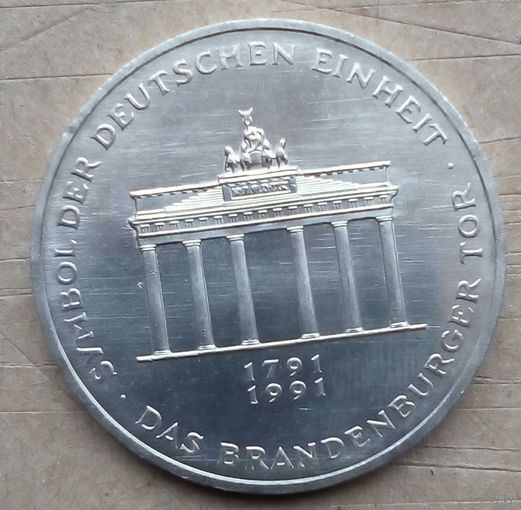 SYMBOL DER DEUTSCHEN EINHEIT ·
DAS BRANDENBURGER TOR ·
1791
1991